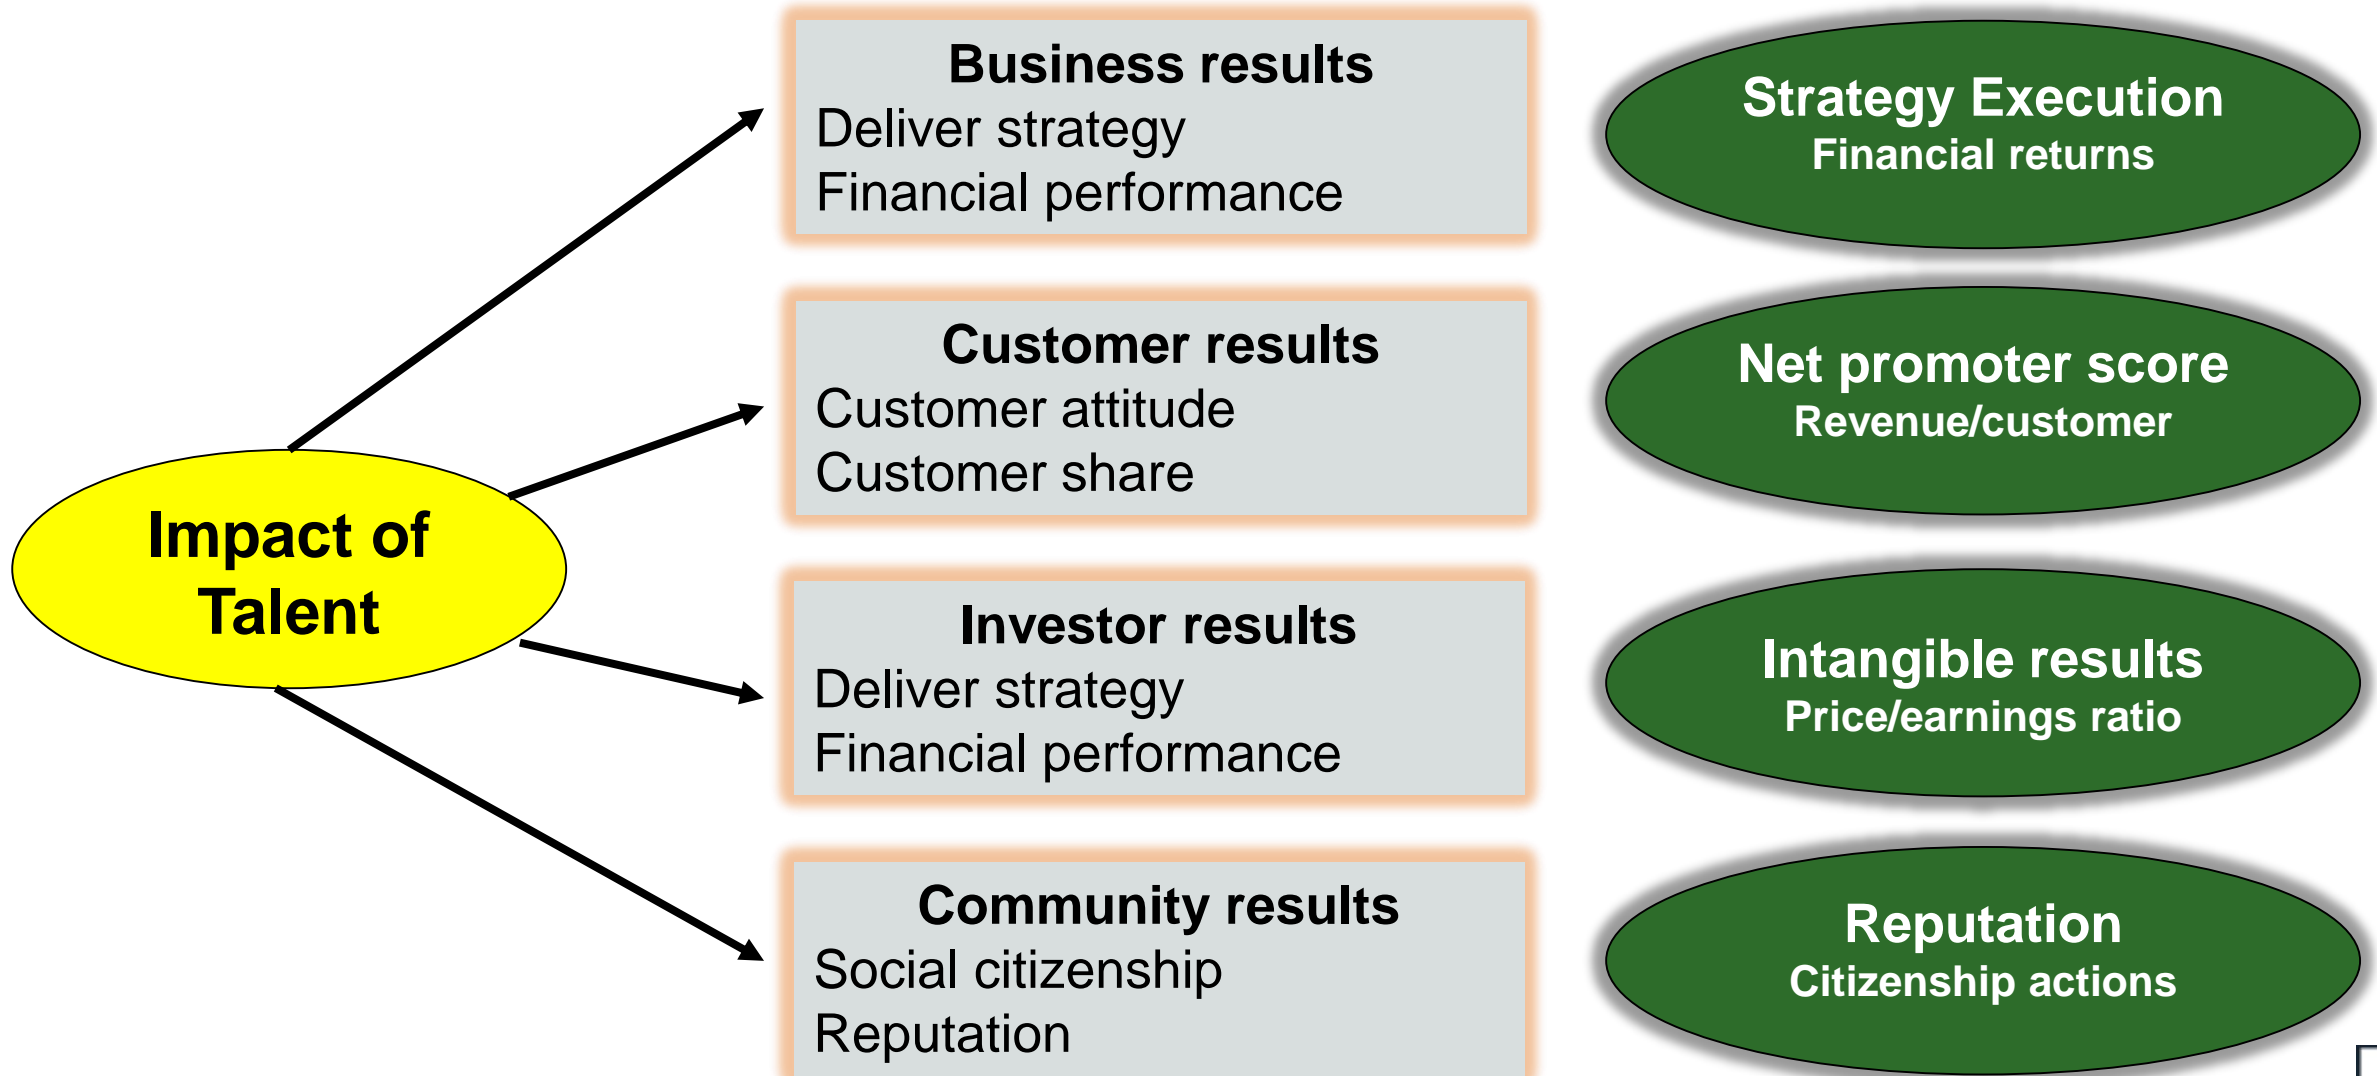 Business results
Deliver strategy
Financial performance
Strategy Execution
Financial returns
Customer results
Customer attitude
Customer share
Net promoter score
Revenue/customer
Impact of
Talent
Investor results
Deliver strategy
Financial performance
Intangible results
Price/earnings ratio
Community results
Social citizenship
Reputation
Reputation
Citizenship actions